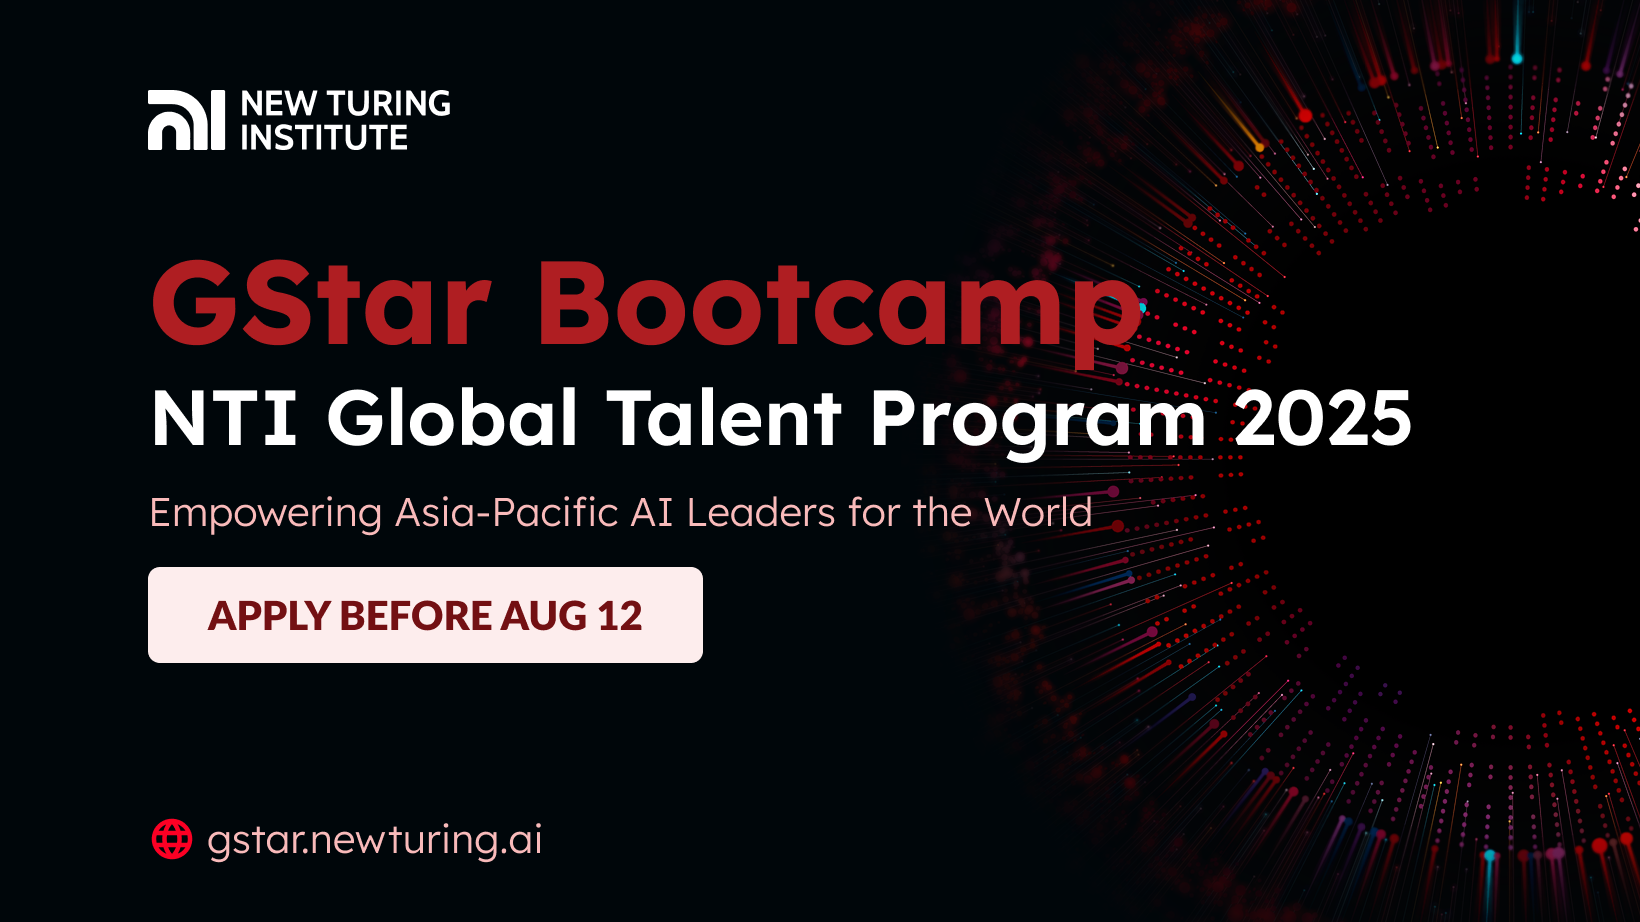 NEW TURING
INSTITUTE
GStar Bootcamp
NTI Global Talent Program 2025
Empowering Asia-Pacific AI Leaders for the World
APPLY BEFORE AUG 12
gstar.newturing.ai